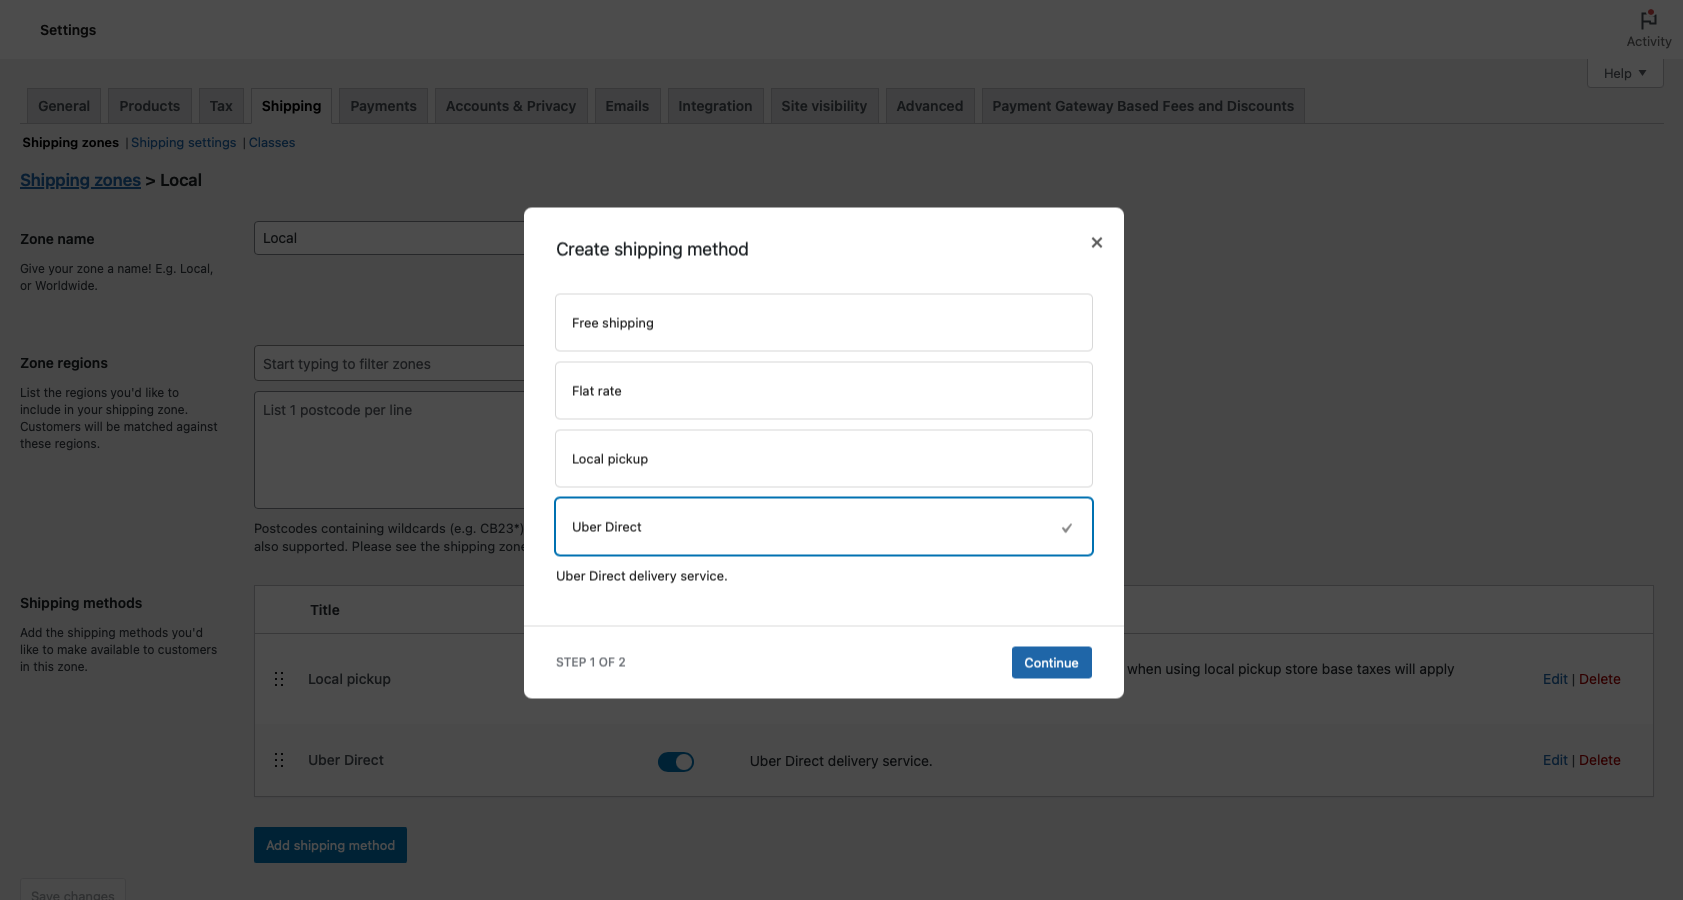 Settings
Activity
Help ▼
General Products Tax Shipping Payments Accounts & Privacy Emails Integration Site visibility Advanced Payment Gateway Based Fees and Discounts
Shipping zones | Shipping settings | Classes
Shipping zones > Local
Zone name
Give your zone a name! E.g. Local,
or Worldwide.
Local
Zone regions
List the regions you'd like to
include in your shipping zone.
Customers will be matched against
these regions.
Start typing to filter zones
List 1 postcode per line
Postcodes containing wildcards (e.g. CB23*)
also supported. Please see the shipping zone
Shipping methods
Add the shipping methods you'd
like to make available to customers
in this zone.
Title
Local pickup
when using local pickup store base taxes will apply
Edit | Delete
Uber Direct
Uber Direct delivery service.
Edit | Delete
Add shipping method
Save changes
Create shipping method
×
Free shipping
Flat rate
Local pickup
Uber Direct
Uber Direct delivery service.
STEP 1 OF 2
Continue